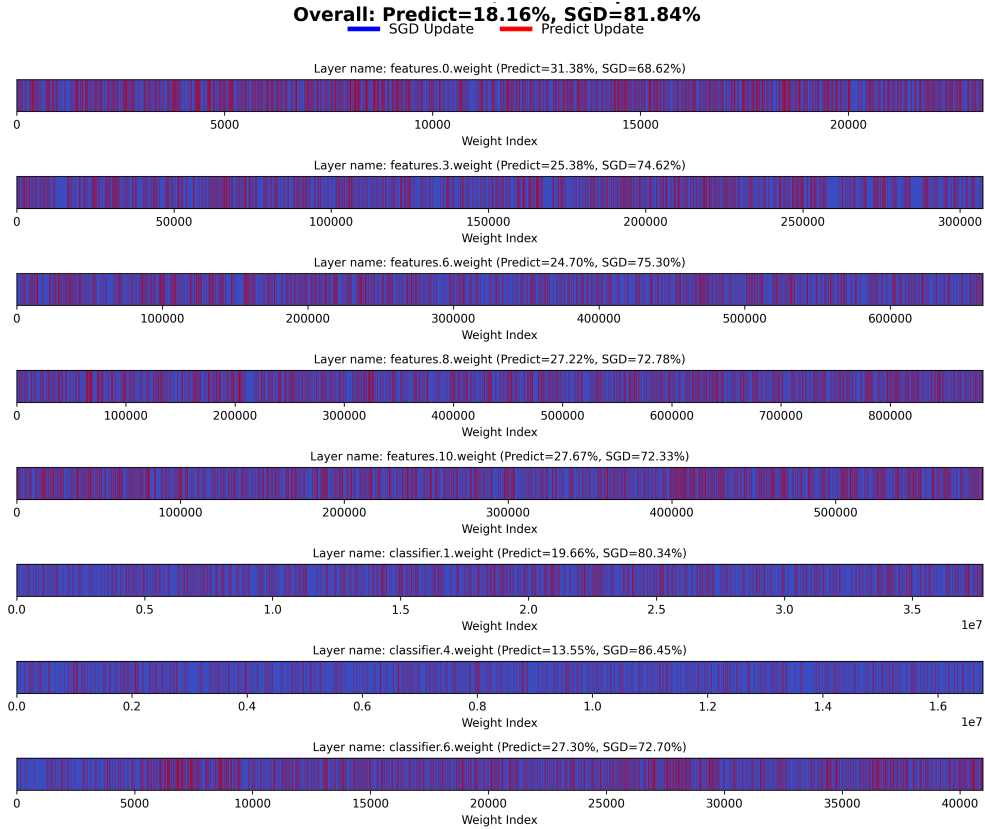 Overall: Predict=18.16%, SGD=81.84%
SGD Update Predict Update
Layer name: features.0.weight (Predict=31.38%, SGD=68.62%)
0 5000 10000 15000 20000
Weight Index
Layer name: features.3.weight (Predict=25.38%, SGD=74.62%)
0 50000 100000 150000 200000 250000 300000
Weight Index
Layer name: features.6.weight (Predict=24.70%, SGD=75.30%)
0 100000 200000 300000 400000 500000 600000
Weight Index
Layer name: features.8.weight (Predict=27.22%, SGD=72.78%)
0 100000 200000 300000 400000 500000 600000 700000 800000
Weight Index
Layer name: features.10.weight (Predict=27.67%, SGD=72.33%)
0 100000 200000 300000 400000 500000
Weight Index
Layer name: classifier.1.weight (Predict=19.66%, SGD=80.34%)
0.0 0.5 1.0 1.5 2.0 2.5 3.0 3.5
Weight Index 1e7
Layer name: classifier.4.weight (Predict=13.55%, SGD=86.45%)
0.0 0.2 0.4 0.6 0.8 1.0 1.2 1.4 1.6
Weight Index 1e7
Layer name: classifier.6.weight (Predict=27.30%, SGD=72.70%)
0 5000 10000 15000 20000 25000 30000 35000 40000
Weight Index